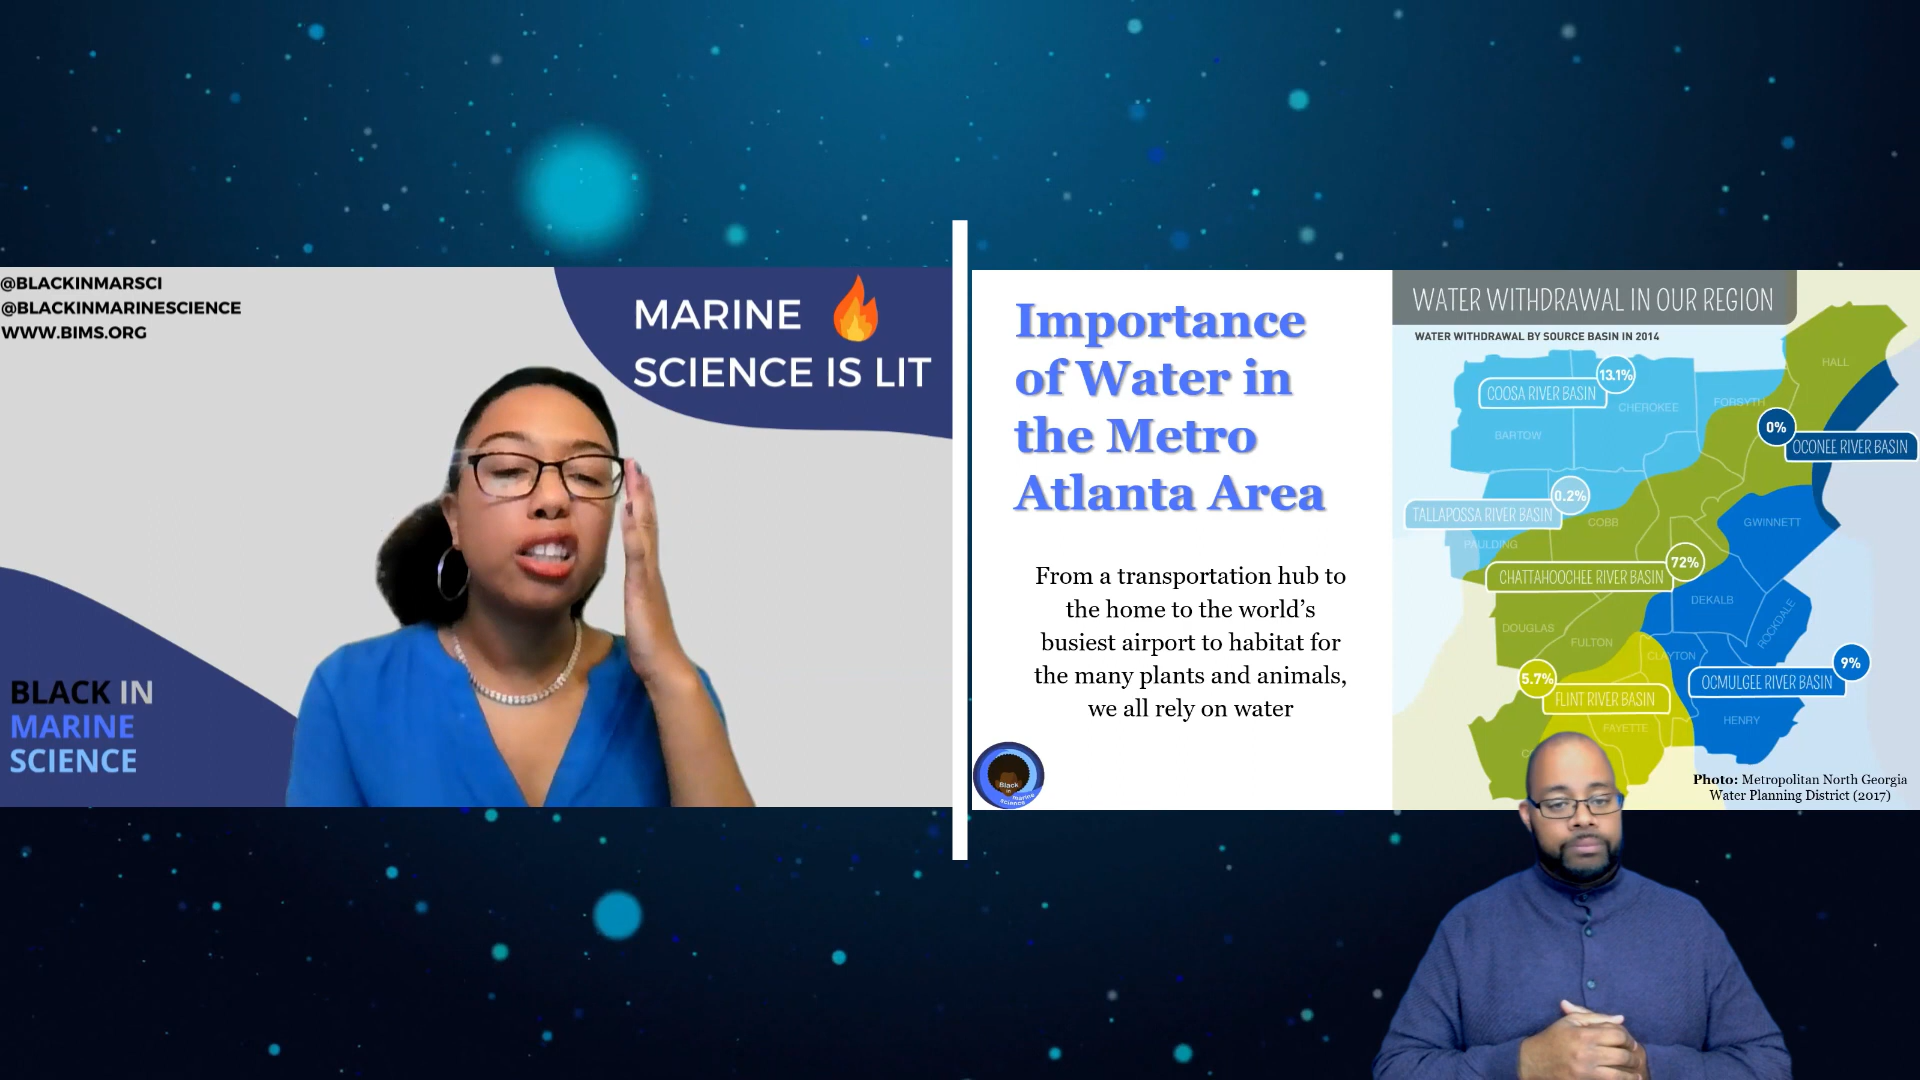 @BLACKINMARSCI
@BLACKINMARINESCIENCE
WWW.BIMS.ORG
MARINE 🔥
SCIENCE IS LIT
BLACK IN
MARINE
SCIENCE
Importance
of Water in
the Metro
Atlanta Area
From a transportation hub to
the home to the world's
busiest airport to habitat for
the many plants and animals,
we all rely on water
Black
in
marine
science
WATER WITHDRAWAL IN OUR REGION
WATER WITHDRAWAL BY SOURCE BASIN IN 2014
HALL
13.1%
COOSA RIVER BASIN
CHEROKEE
FORSYTH
BARTOW
0%
OCONEE RIVER BASIN
0.2%
TALLAPOSSA RIVER BASIN
COBB
GWINNETT
PAULDING
72%
CHATTAHOOCHEE RIVER BASIN
DEKALB
ROCKDALE
DOUGLAS
FULTON
CLAYTON
9%
OCMULGEE RIVER BASIN
5.7%
FLINT RIVER BASIN
HENRY
FAYETTE
Photo: Metropolitan North Georgia
Water Planning District (2017)